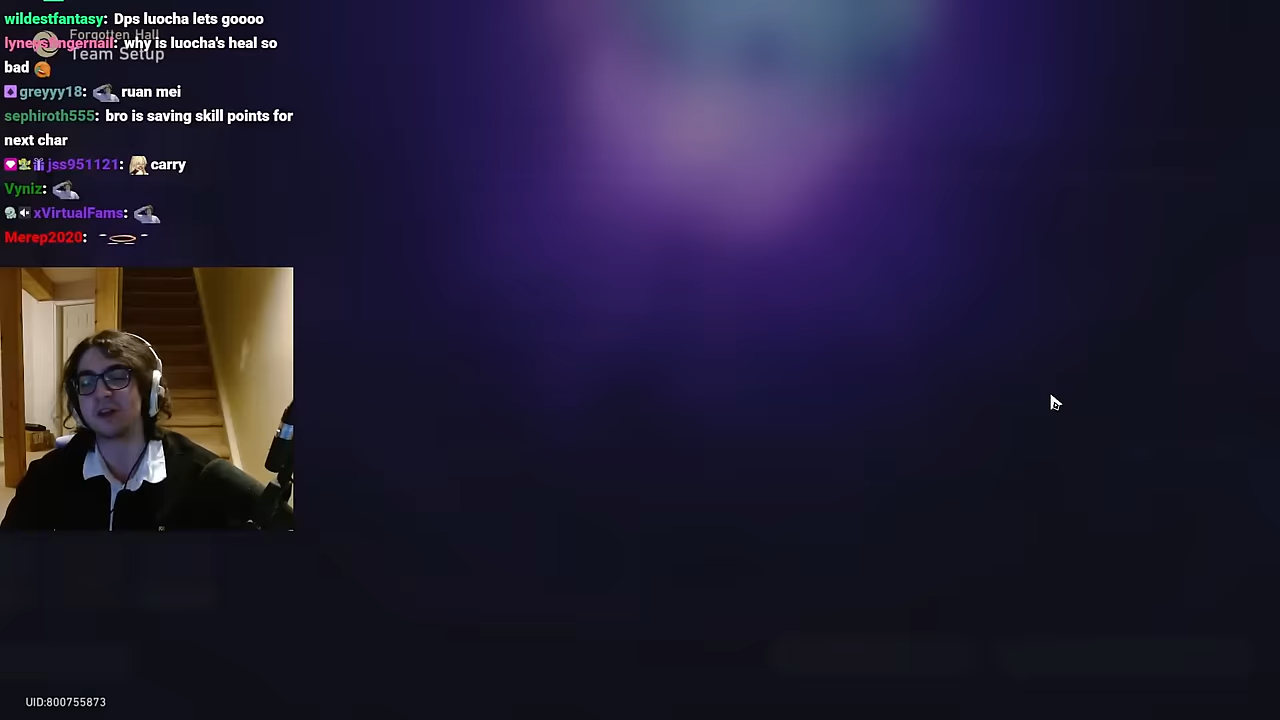 wildestfantasy: Dps luocha lets goooo
Forgotten Hall
why is luocha's heal so
Team Setup
bad
greyyy18: ruan mei
sephiroth555: bro is saving skill points for
next char
jss951121: carry
Vyniz:
xVirtualFams:
Merep2020:
UID:800755873